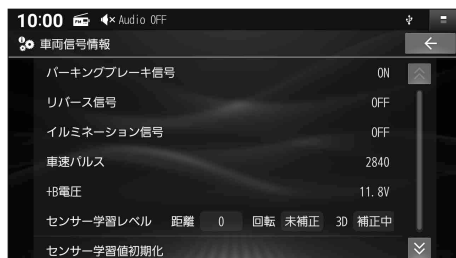 10:00 Audio OFF
車両信号情報
パーキングブレーキ信号 ON
リバース信号 OFF
イルミネーション信号 OFF
車速パルス 2840
+B電圧 11.8V
センサー学習レベル 距離 0 回転 未補正 3D 補正中
センサー学習値初期化